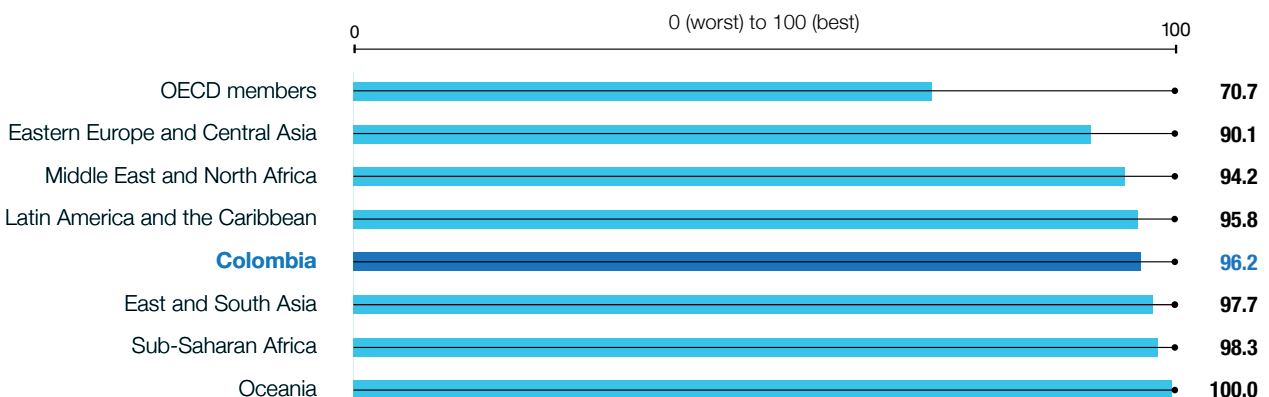 0 (worst) to 100 (best)
0 100
OECD members 70.7
Eastern Europe and Central Asia 90.1
Middle East and North Africa 94.2
Latin America and the Caribbean 95.8
Colombia 96.2
East and South Asia 97.7
Sub-Saharan Africa 98.3
Oceania 100.0